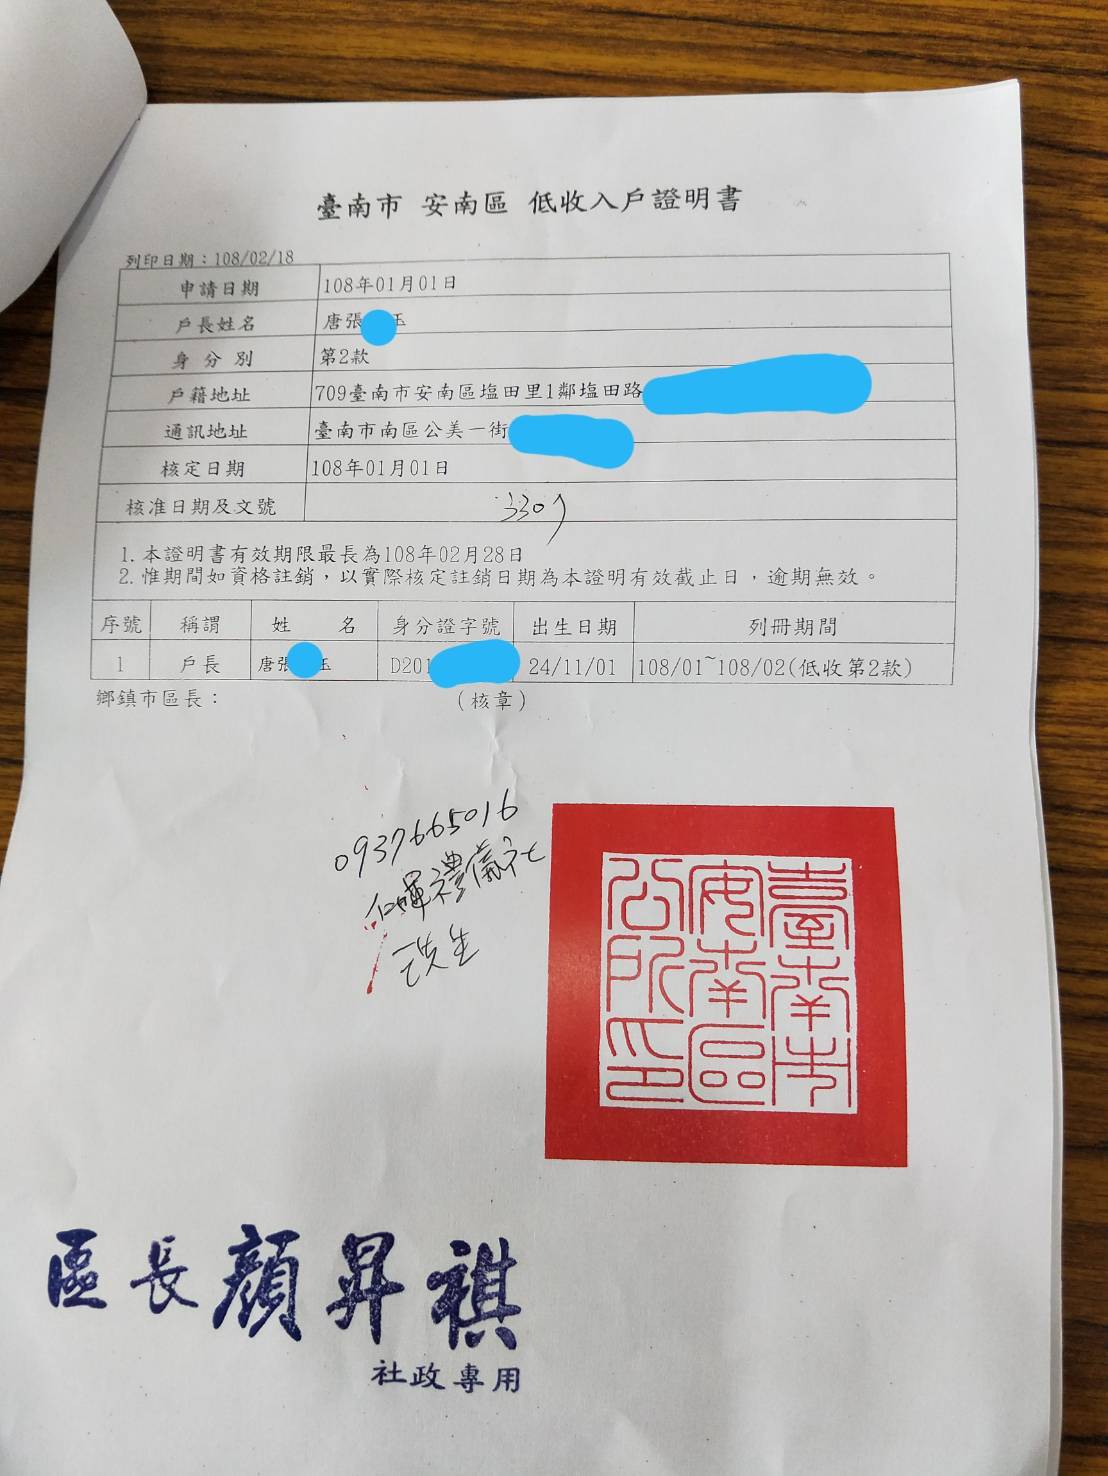 臺南市 安南區 低收入戶證明書
列印日期：108/02/18
申請日期 108年01月01日
戶長姓名 唐張 玉
身分別 第2款
戶籍地址 709臺南市安南區塩田里1鄰塩田路
通訊地址 臺南市南區公美一街
核定日期 108年01月01日
核准日期及文號
1. 本證明書有效期限最長為108年02月28日
2. 惟期間如資格註銷，以實際核定註銷日期為本證明有效截止日，逾期無效。
序號 稱謂 姓 名 身分證字號 出生日期 列冊期間
1 戶長 唐張 玉 D201 24/11/01 108/01~108/02(低收第2款)
鄉鎮市區長： (核章)
0937665016
仁暉禮儀社
臺南市
安南區
公所印
區長 顏昇祺
社政專用